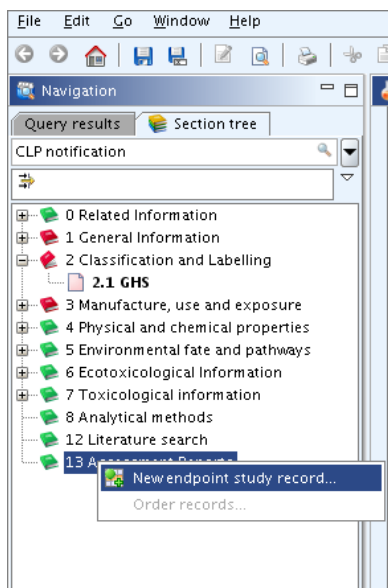 File Edit Go Window Help
Navigation
Query results Section tree
CLP notification
0 Related Information
1 General Information
2 Classification and Labelling
2.1 GHS
3 Manufacture, use and exposure
4 Physical and chemical properties
5 Environmental fate and pathways
6 Ecotoxicological Information
7 Toxicological information
8 Analytical methods
12 Literature search
13
New endpoint study record...
Order records...